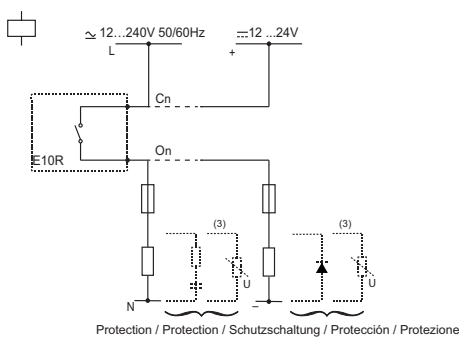 ≂ 12...240V 50/60Hz
⎓12 ...24V
L
+
Cn
E10R
On
(3)
(3)
U
U
N
–
Protection / Protection / Schutzschaltung / Protección / Protezione